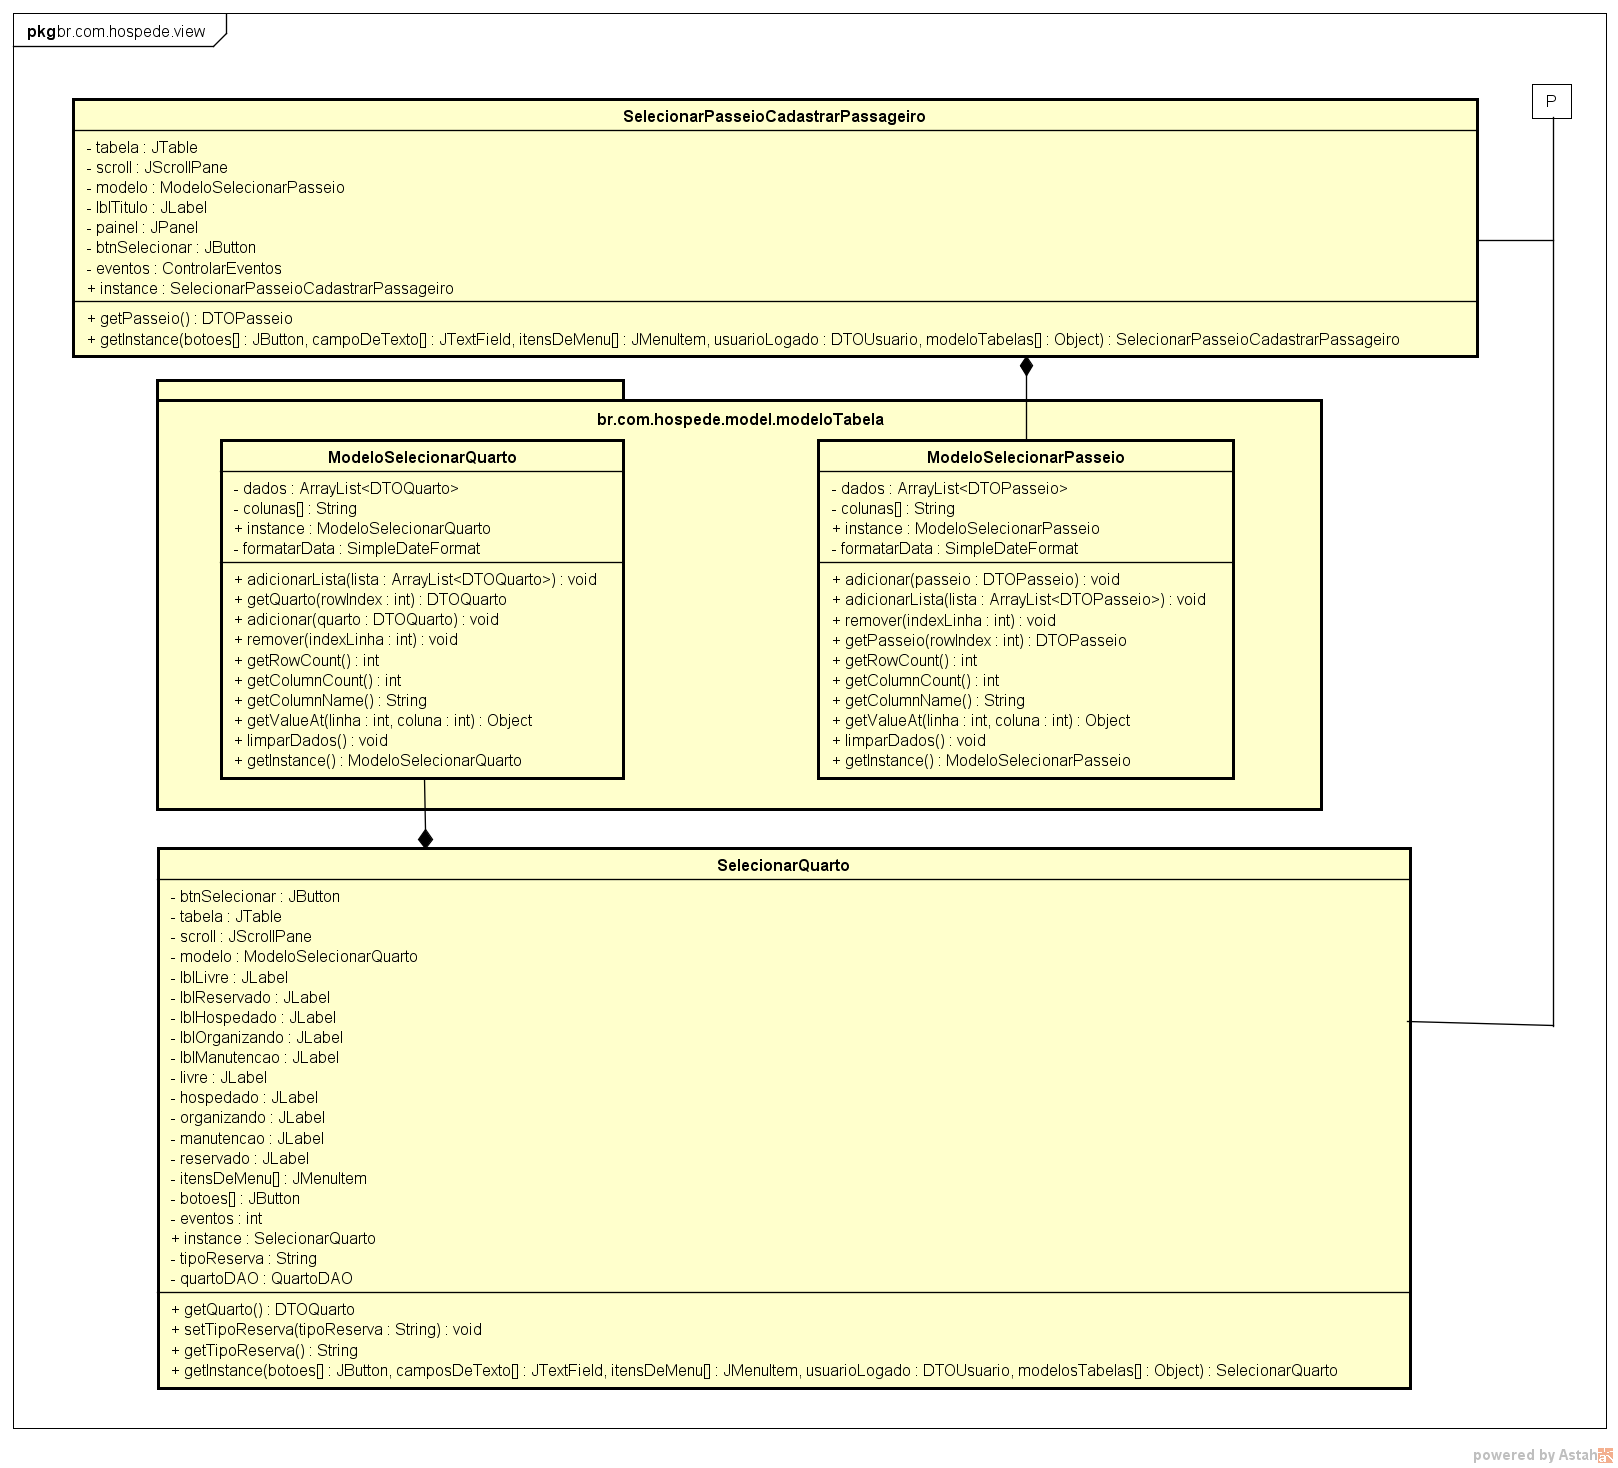 pkg br.com.hospede.view
P
SelecionarPasseioCadastrarPassageiro
- tabela : JTable
- scroll : JScrollPane
- modelo : ModeloSelecionarPasseio
- lblTitulo : JLabel
- painel : JPanel
- btnSelecionar : JButton
- eventos : ControlarEventos
+ instance : SelecionarPasseioCadastrarPassageiro
+ getPasseio() : DTOPasseio
+ getInstance(botoes[] : JButton, campoDeTexto[] : JTextField, itensDeMenu[] : JMenuItem, usuarioLogado : DTOUsuario, modeloTabelas[] : Object) : SelecionarPasseioCadastrarPassageiro
br.com.hospede.model.modeloTabela
ModeloSelecionarQuarto
- dados : ArrayList<DTOQuarto>
- colunas[] : String
+ instance : ModeloSelecionarQuarto
- formatarData : SimpleDateFormat
+ adicionarLista(lista : ArrayList<DTOQuarto>) : void
+ getQuarto(rowIndex : int) : DTOQuarto
+ adicionar(quarto : DTOQuarto) : void
+ remover(indexLinha : int) : void
+ getRowCount() : int
+ getColumnCount() : int
+ getColumnName() : String
+ getValueAt(linha : int, coluna : int) : Object
+ limparDados() : void
+ getInstance() : ModeloSelecionarQuarto
ModeloSelecionarPasseio
- dados : ArrayList<DTOPasseio>
- colunas[] : String
+ instance : ModeloSelecionarPasseio
- formatarData : SimpleDateFormat
+ adicionar(passeio : DTOPasseio) : void
+ adicionarLista(lista : ArrayList<DTOPasseio>) : void
+ remover(indexLinha : int) : void
+ getPasseio(rowIndex : int) : DTOPasseio
+ getRowCount() : int
+ getColumnCount() : int
+ getColumnName() : String
+ getValueAt(linha : int, coluna : int) : Object
+ limparDados() : void
+ getInstance() : ModeloSelecionarPasseio
SelecionarQuarto
- btnSelecionar : JButton
- tabela : JTable
- scroll : JScrollPane
- modelo : ModeloSelecionarQuarto
- lblLivre : JLabel
- lblReservado : JLabel
- lblHospedado : JLabel
- lblOrganizando : JLabel
- lblManutencao : JLabel
- livre : JLabel
- hospedado : JLabel
- organizando : JLabel
- manutencao : JLabel
- reservado : JLabel
- itensDeMenu[] : JMenuItem
- botoes[] : JButton
- eventos : int
+ instance : SelecionarQuarto
- tipoReserva : String
- quartoDAO : QuartoDAO
+ getQuarto() : DTOQuarto
+ setTipoReserva(tipoReserva : String) : void
+ getTipoReserva() : String
+ getInstance(botoes[] : JButton, camposDeTexto[] : JTextField, itensDeMenu[] : JMenuItem, usuarioLogado : DTOUsuario, modelosTabelas[] : Object) : SelecionarQuarto
powered by Astah